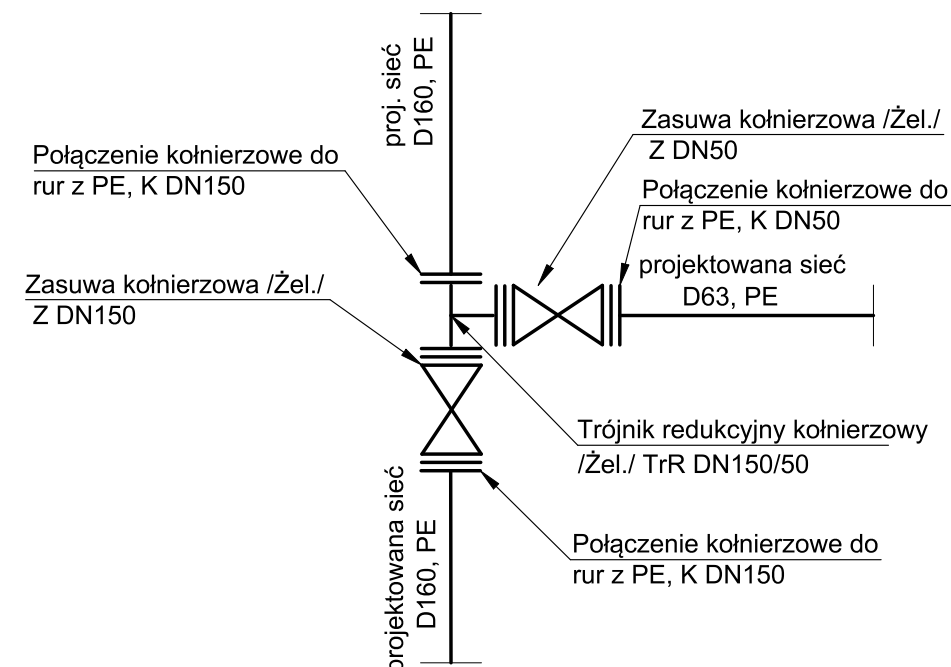 proj. sieć
D160, PE
Zasuwa kołnierzowa /Żel./
Z DN50
Połączenie kołnierzowe do
rur z PE, K DN150
Połączenie kołnierzowe do
rur z PE, K DN50
projektowana sieć
D63, PE
Zasuwa kołnierzowa /Żel./
Z DN150
Trójnik redukcyjny kołnierzowy
/Żel./ TrR DN150/50
projektowana sieć
D160, PE
Połączenie kołnierzowe do
rur z PE, K DN150